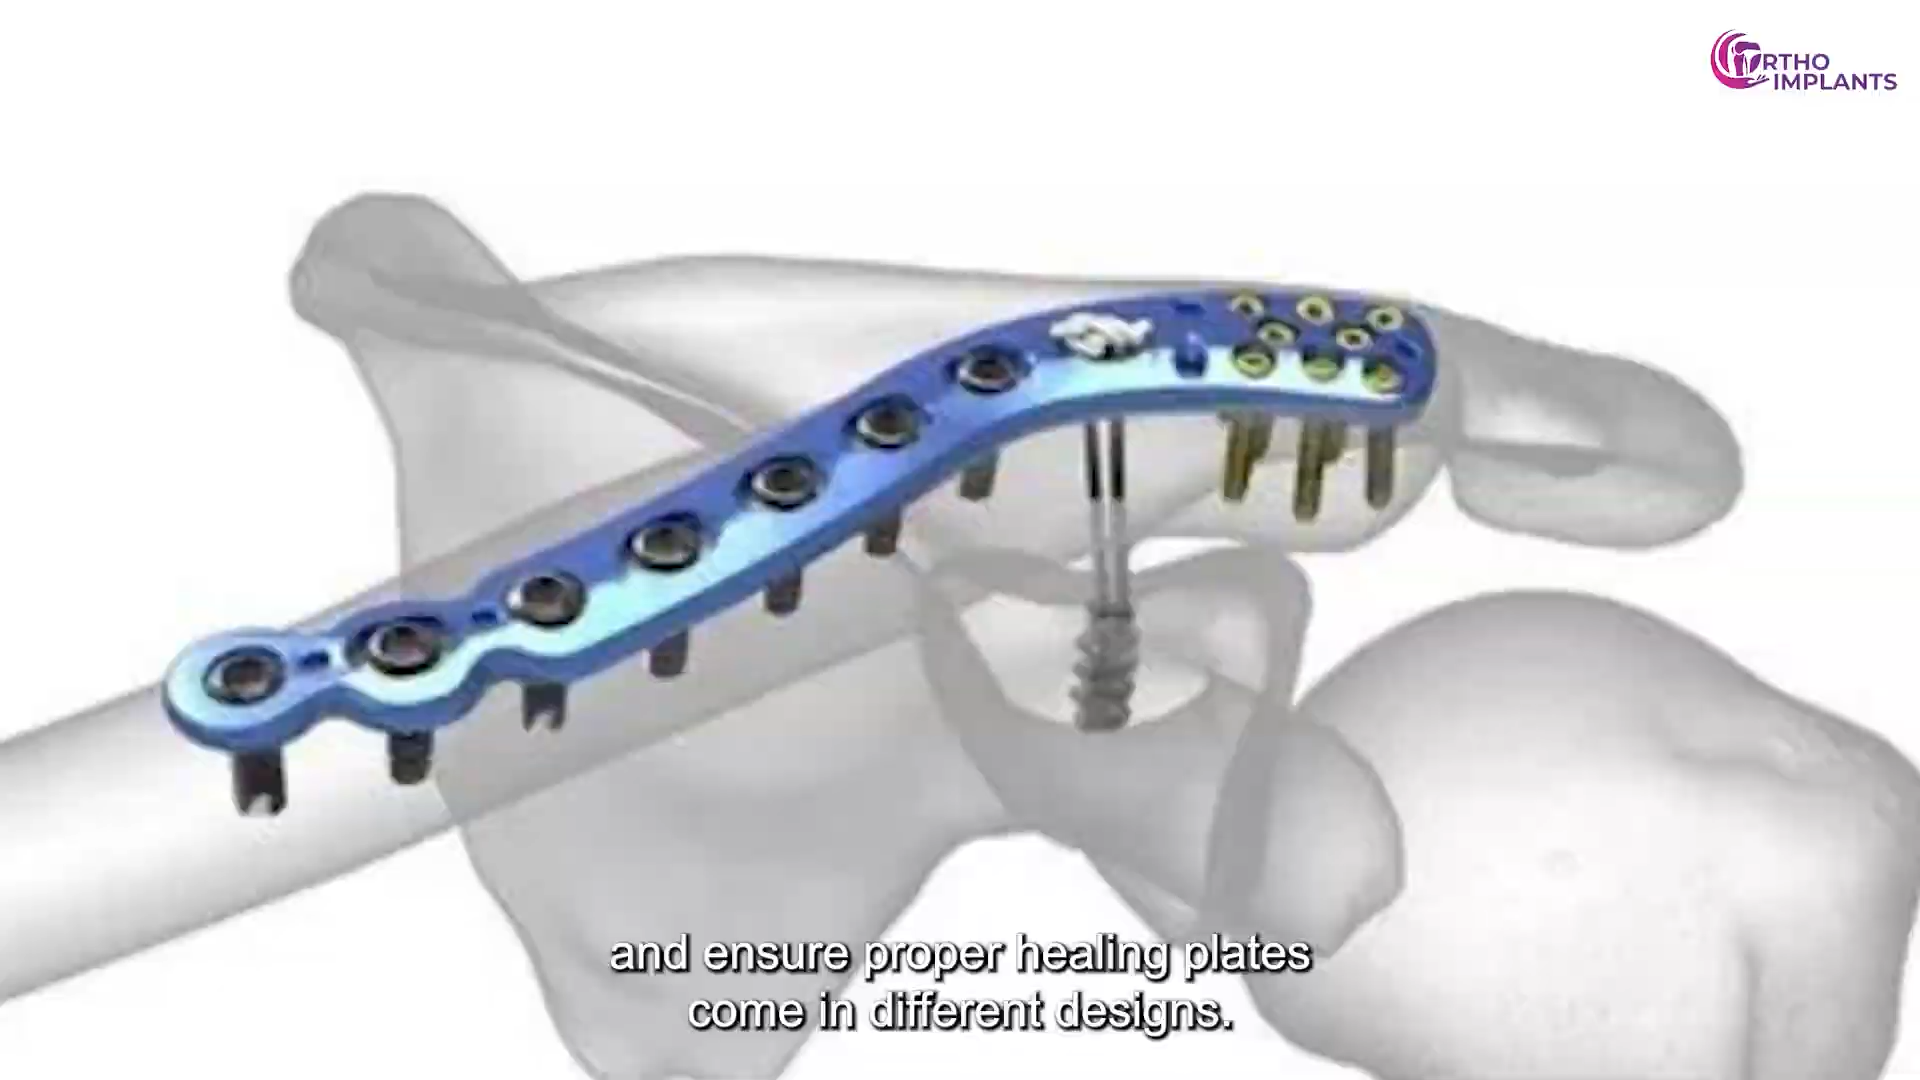 RTHO
IMPLANTS
and ensure proper healing plates
come in different designs.